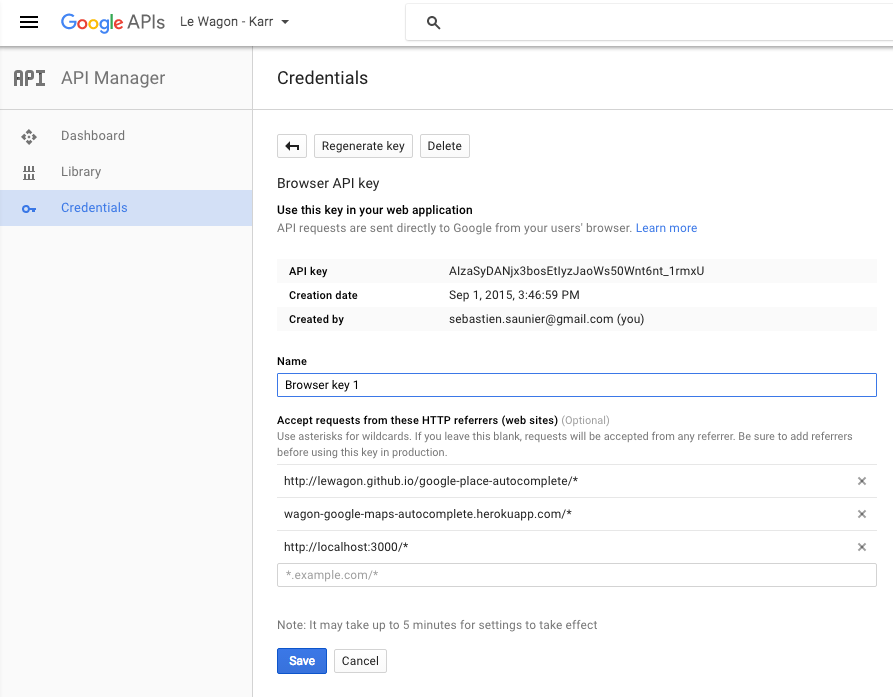 Google APIs Le Wagon - Karr
API API Manager
Credentials
Dashboard
Library
Credentials
Regenerate key Delete
Browser API key
Use this key in your web application
API requests are sent directly to Google from your users' browser. Learn more
API key AIzaSyDANjx3bosEtIyzJaoWs50Wnt6nt_1rmxU
Creation date Sep 1, 2015, 3:46:59 PM
Created by sebastien.saunier@gmail.com (you)
Name
Browser key 1
Accept requests from these HTTP referrers (web sites) (Optional)
Use asterisks for wildcards. If you leave this blank, requests will be accepted from any referrer. Be sure to add referrers
before using this key in production.
http://lewagon.github.io/google-place-autocomplete/*
wagon-google-maps-autocomplete.herokuapp.com/*
http://localhost:3000/*
*.example.com/*
Note: It may take up to 5 minutes for settings to take effect
Save Cancel